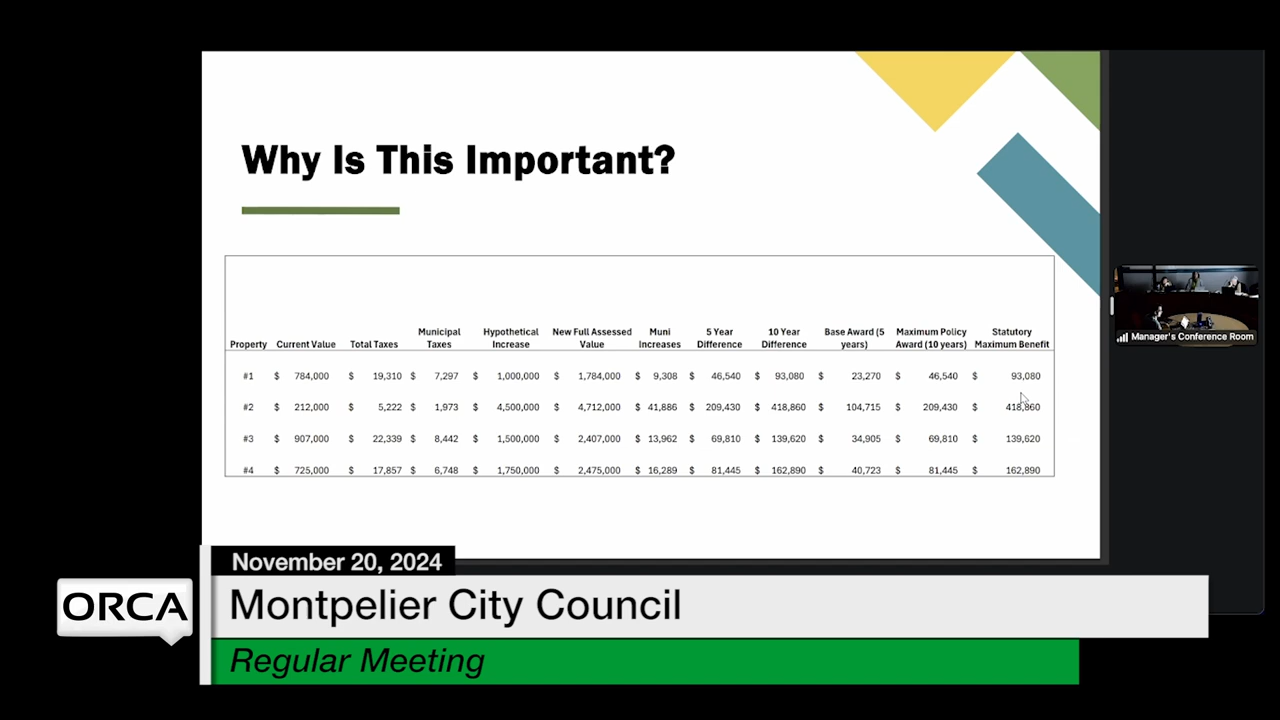 Why Is This Important?
Property Current Value Total Taxes Municipal Taxes Hypothetical Increase New Full Assessed Value Muni Increases 5 Year Difference 10 Year Difference Base Award (5 years) Maximum Policy Award (10 years) Statutory Maximum Benefit
#1 $ 784,000 $ 19,310 $ 7,297 $ 1,000,000 $ 1,784,000 $ 9,308 $ 46,540 $ 93,080 $ 23,270 $ 46,540 $ 93,080
#2 $ 212,000 $ 5,222 $ 1,973 $ 4,500,000 $ 4,712,000 $ 41,886 $ 209,430 $ 418,860 $ 104,715 $ 209,430 $ 418,860
#3 $ 907,000 $ 22,339 $ 8,442 $ 1,500,000 $ 2,407,000 $ 13,962 $ 69,810 $ 139,620 $ 34,905 $ 69,810 $ 139,620
#4 $ 725,000 $ 17,857 $ 6,748 $ 1,750,000 $ 2,475,000 $ 16,289 $ 81,445 $ 162,890 $ 40,723 $ 81,445 $ 162,890
Manager's Conference Room
November 20, 2024
ORCA
Montpelier City Council
Regular Meeting